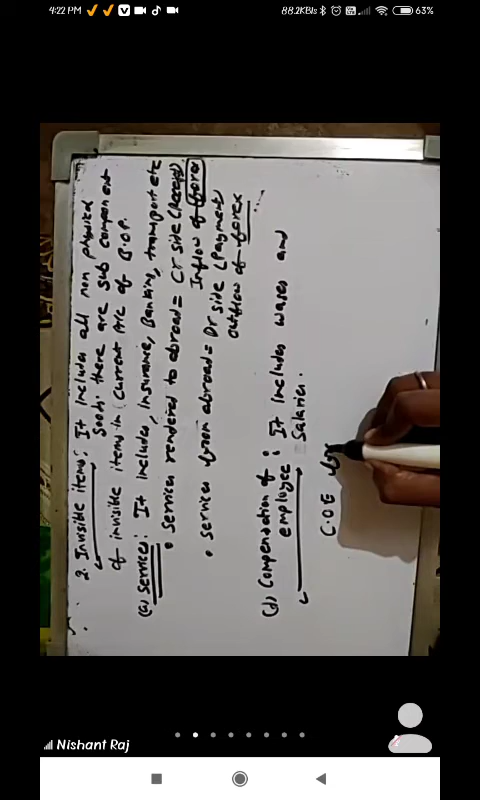 4:22 PM
88.2KB/s
63%
2. Invisible items: It includes all non physical
Goods. there are sub component
of invisible items in Current A/c of B.O.P.
(a) Services: It includes, Insurance, Banking, transport etc
• Services rendered to abroad = Cr side (Receipt)
Inflow of forex
• Services from abroad = Dr side (Payment)
outflow of forex
(d) Compensation of
employee : It includes wages and
Salaries.
C.O.E from
Nishant Raj